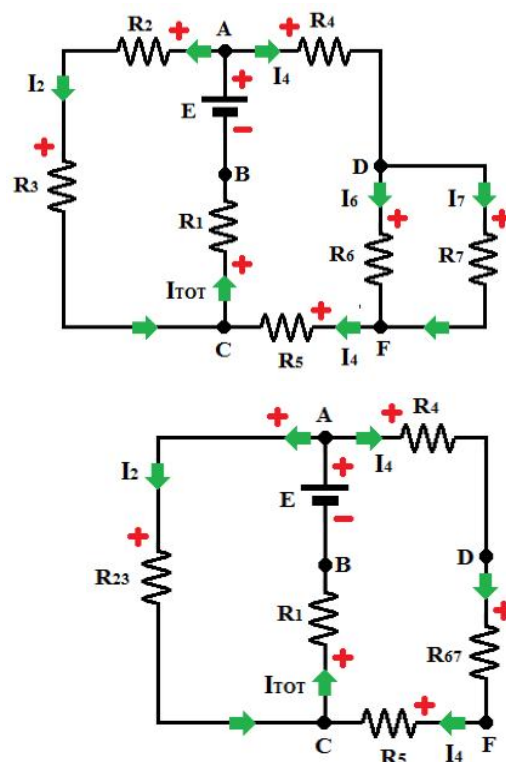 A
R2 + + R4
I2 I4
+
E
−
+ D
R3 B I6 I7
+ +
R1 R6 R7
+
ITOT
+
C R5 I4 F
A
+ + R4
I2 I4
+
E
−
+ B D
R23 R1 +
R67
+
ITOT
+
C R5 I4 F